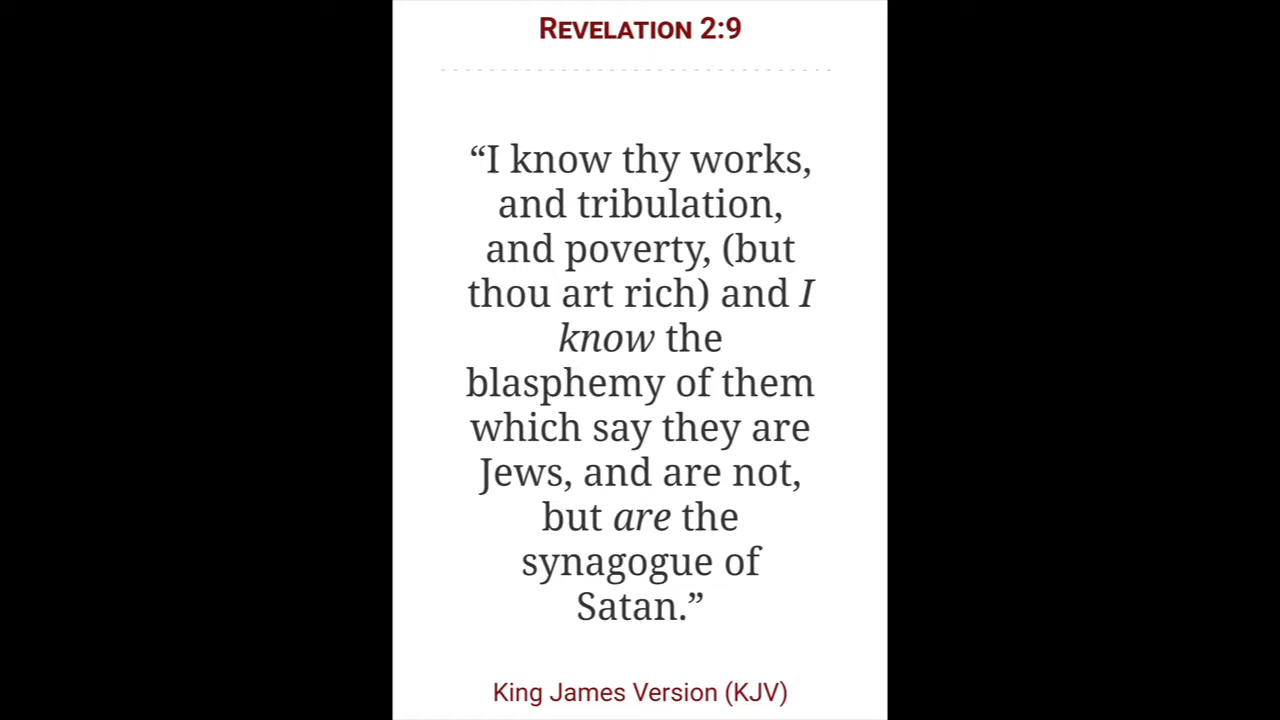 REVELATION 2:9
“I know thy works,
and tribulation,
and poverty, (but
thou art rich) and I
know the
blasphemy of them
which say they are
Jews, and are not,
but are the
synagogue of
Satan.”
King James Version (KJV)